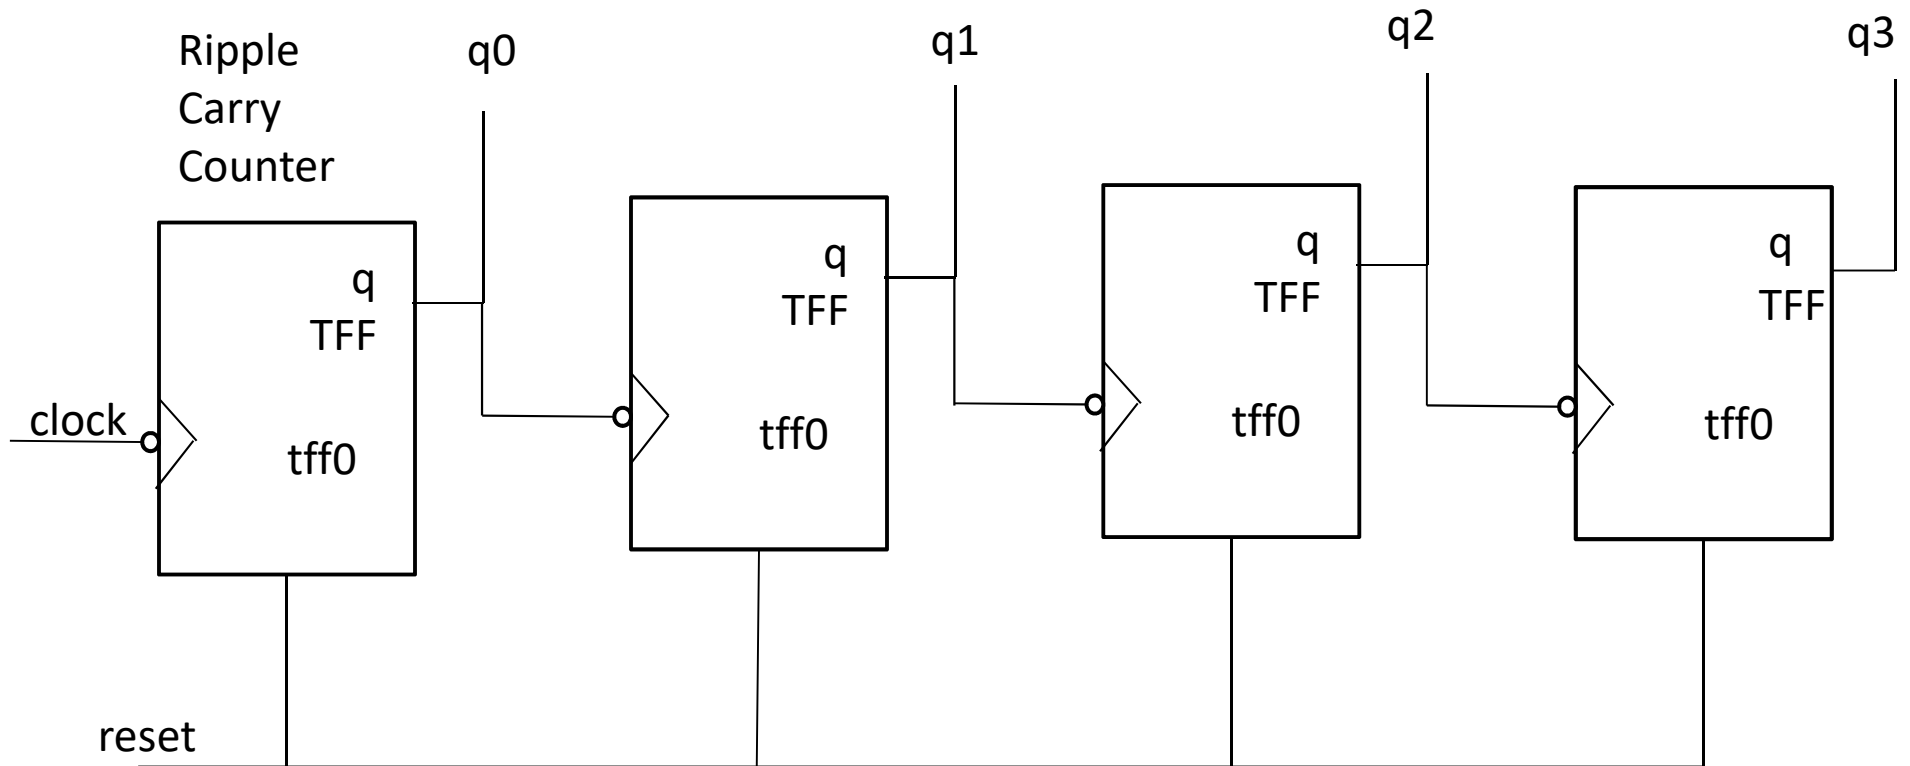 Ripple
Carry
Counter
q0
q1
q2
q3
q
TFF
tff0
q
TFF
tff0
q
TFF
tff0
q
TFF
tff0
clock
reset